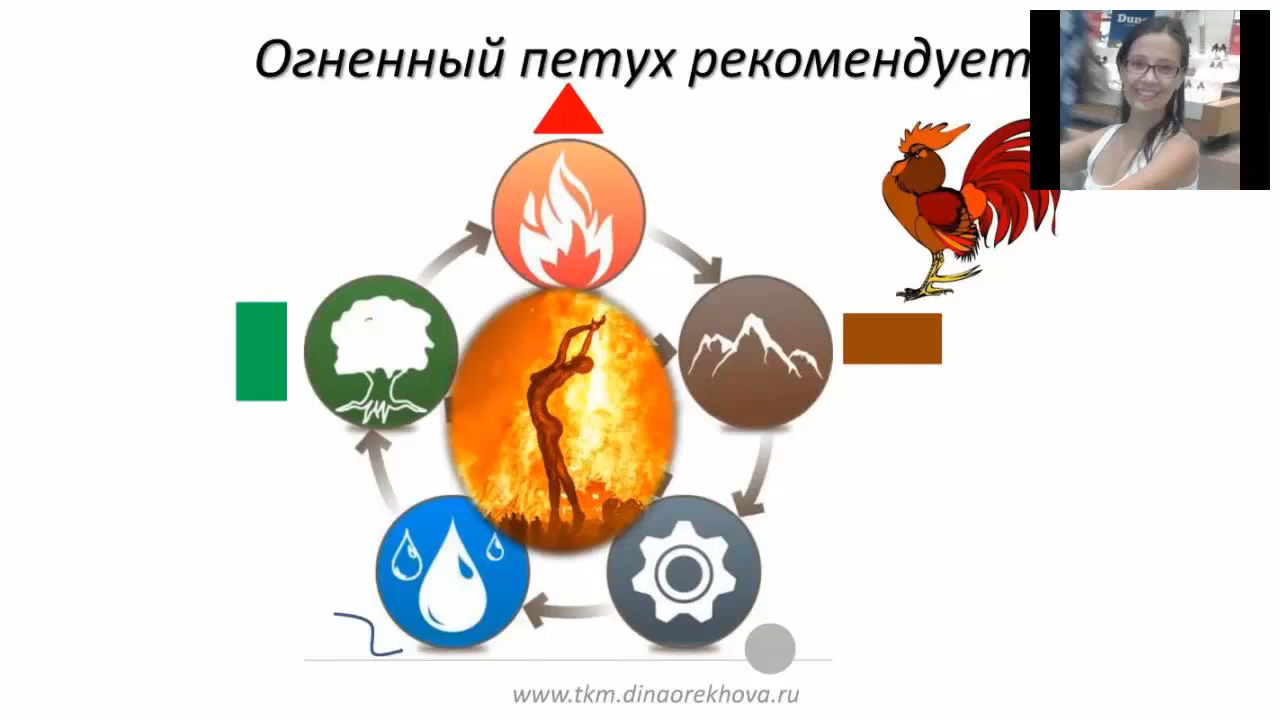 Огненный петух рекомендует
www.tkm.dinaorekhova.ru